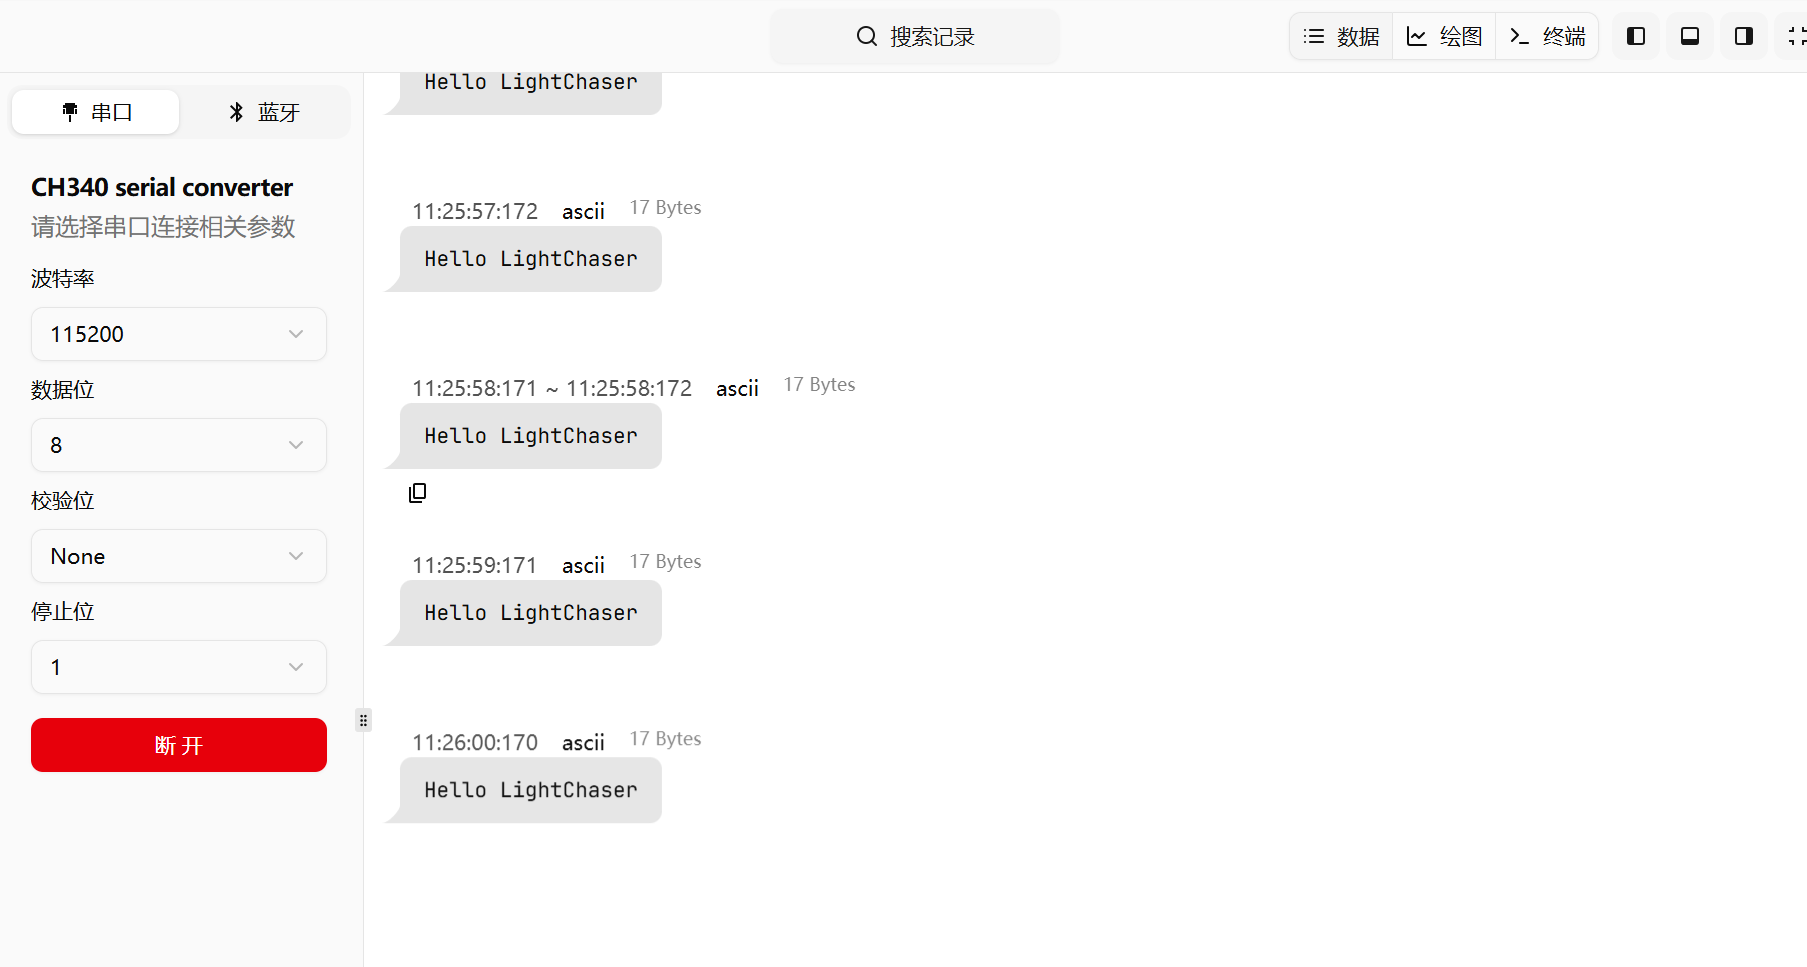 搜索记录
数据 绘图 终端
串口 蓝牙
CH340 serial converter
请选择串口连接相关参数
波特率
115200
数据位
8
校验位
None
停止位
1
断 开
Hello LightChaser
11:25:57:172 ascii 17 Bytes
Hello LightChaser
11:25:58:171 ~ 11:25:58:172 ascii 17 Bytes
Hello LightChaser
11:25:59:171 ascii 17 Bytes
Hello LightChaser
11:26:00:170 ascii 17 Bytes
Hello LightChaser